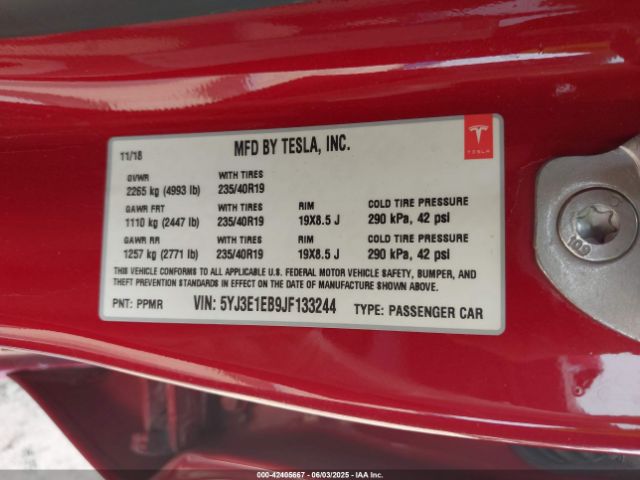 11/18 MFD BY TESLA, INC.
TESLA
GVWR WITH TIRES
2265 kg (4993 lb) 235/40R19
GAWR FRT WITH TIRES RIM COLD TIRE PRESSURE
1110 kg (2447 lb) 235/40R19 19X8.5 J 290 kPa, 42 psi
GAWR RR WITH TIRES RIM COLD TIRE PRESSURE
1257 kg (2771 lb) 235/40R19 19X8.5 J 290 kPa, 42 psi
THIS VEHICLE CONFORMS TO ALL APPLICABLE U.S. FEDERAL MOTOR VEHICLE SAFETY, BUMPER, AND
THEFT PREVENTION STANDARDS IN EFFECT ON THE DATE OF MANUFACTURE SHOWN ABOVE.
PNT: PPMR VIN: 5YJ3E1EB9JF133244 TYPE: PASSENGER CAR
000-42405667 - 06/03/2025 - IAA Inc.